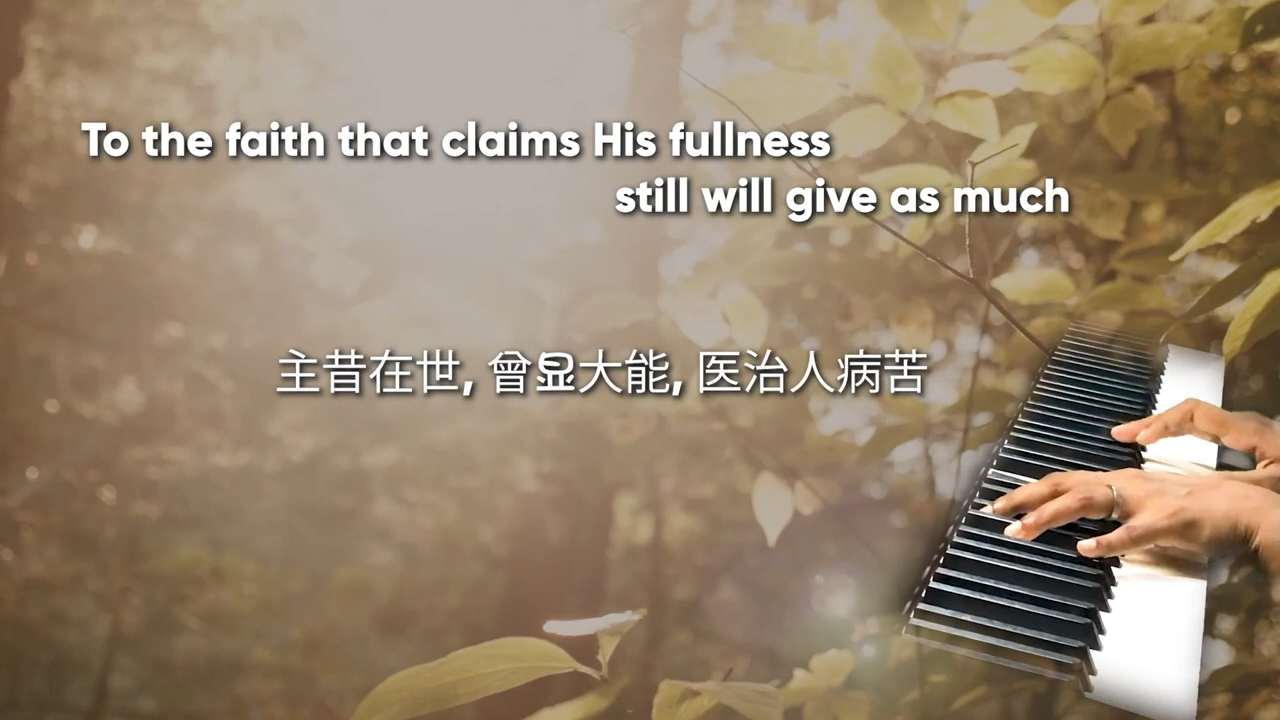 To the faith that claims His fullness
still will give as much
主昔在世, 曾显大能, 医治人病苦